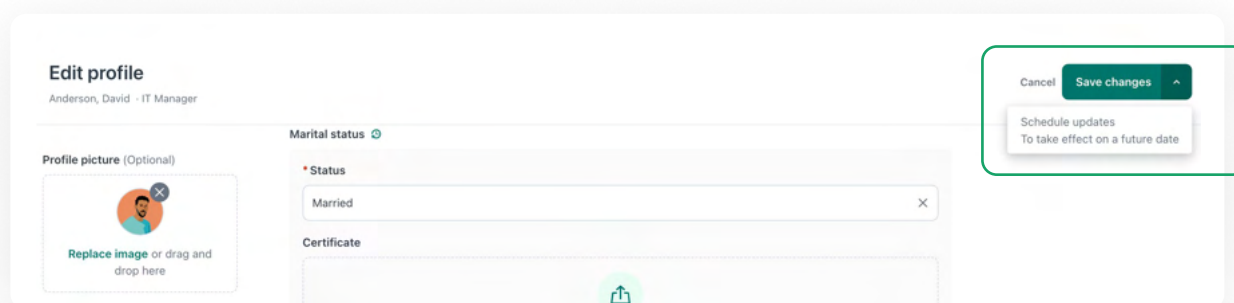 Edit profile
Anderson, David · IT Manager
Cancel
Save changes
Schedule updates
To take effect on a future date
Profile picture (Optional)
Replace image or drag and
drop here
Marital status
* Status
Married
Certificate